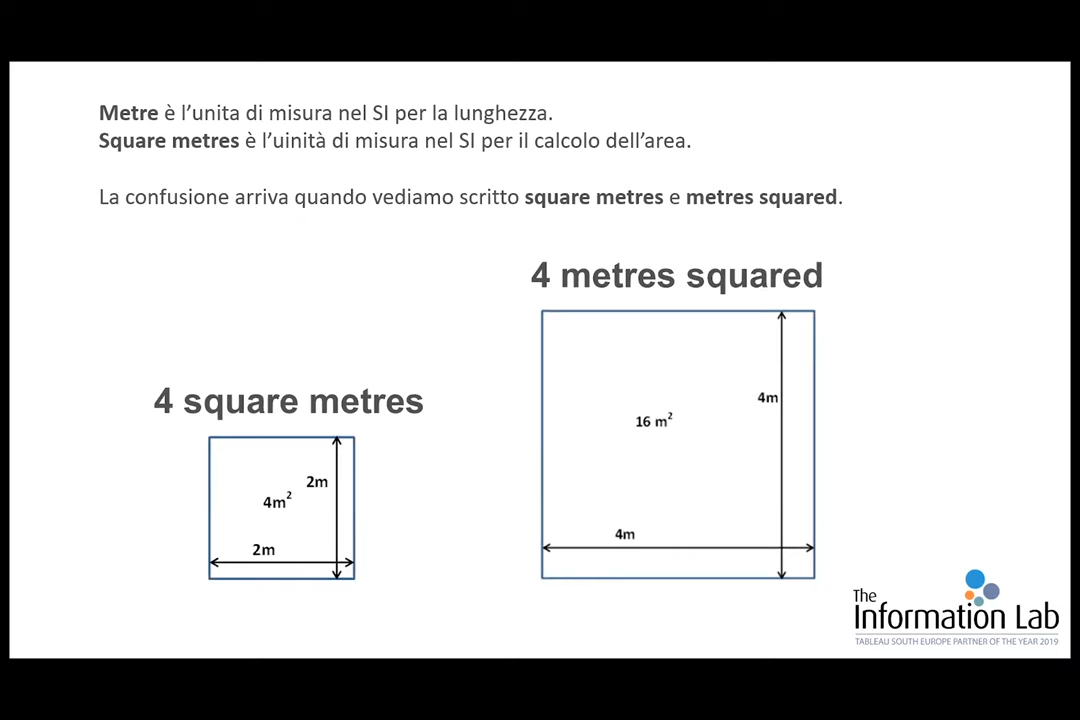 Metre è l’unita di misura nel SI per la lunghezza.
Square metres è l’uinità di misura nel SI per il calcolo dell’area.
La confusione arriva quando vediamo scritto square metres e metres squared.
4 metres squared
4m
16 m²
4m
4 square metres
2m
4m²
2m
The
Information Lab
TABLEAU SOUTH EUROPE PARTNER OF THE YEAR 2019